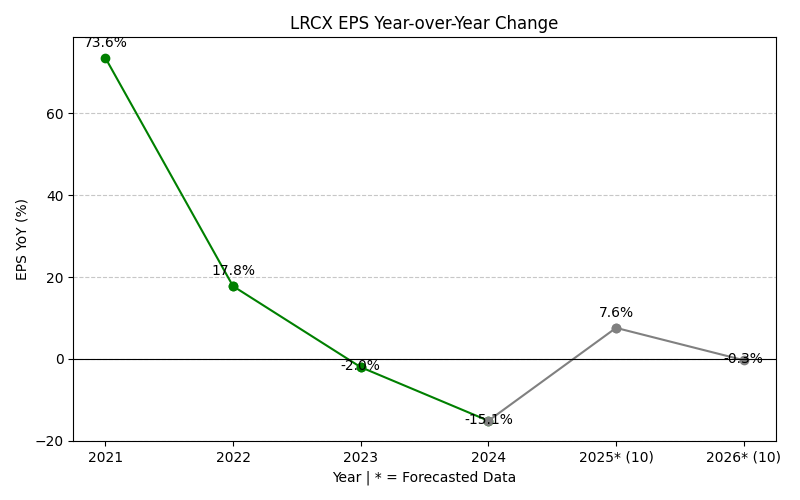 LRCX EPS Year-over-Year Change
73.6%
60
40
EPS YoY (%)
20
17.8%
7.6%
0
-2.0%
-0.3%
-15.1%
−20
2021 2022 2023 2024 2025* (10) 2026* (10)
Year | * = Forecasted Data